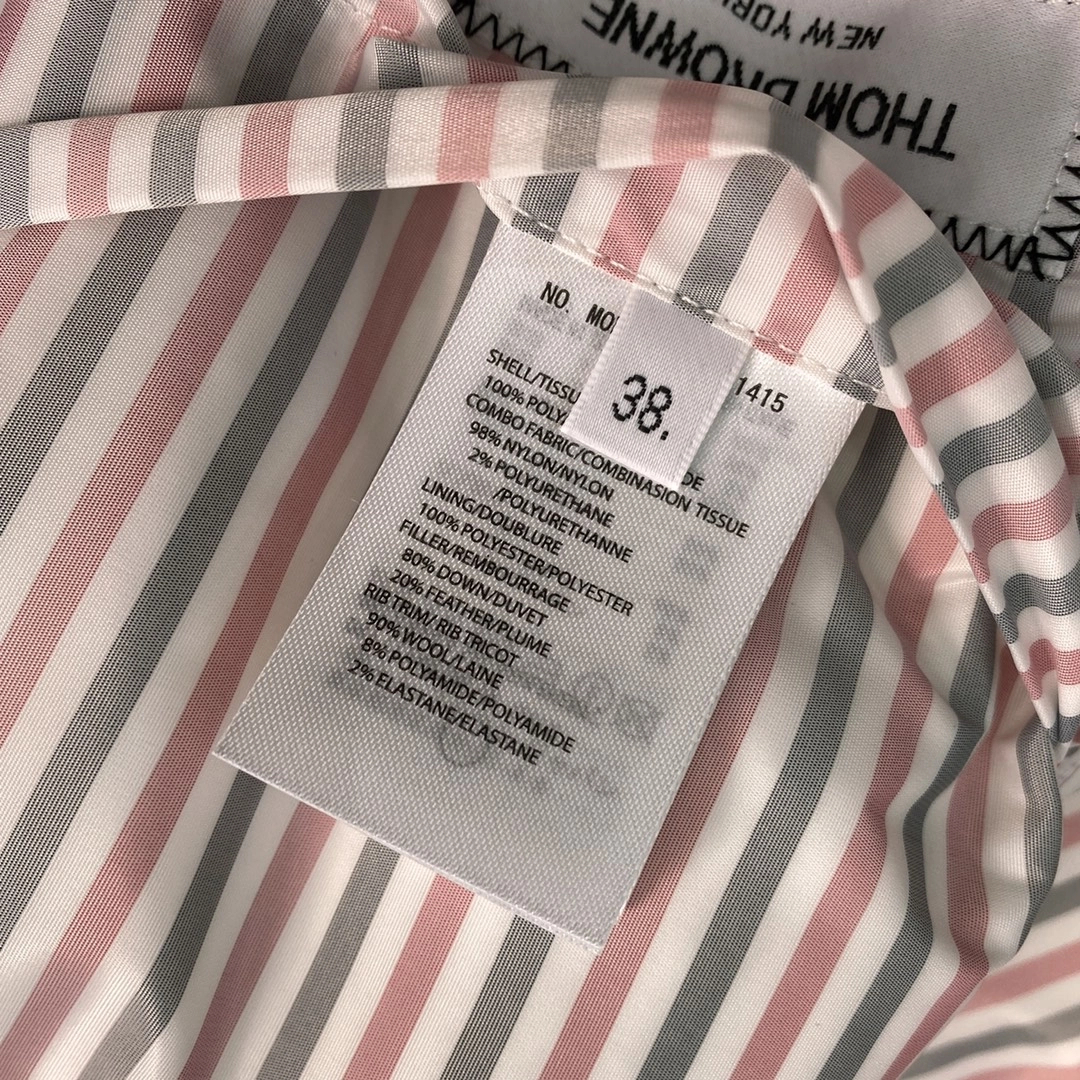 THOM BROWNE
NEW YORK
NO. MO
1415
38.
SHELL/TISSU
DE
100% POLY
COMBO FABRIC/COMBINASION TISSUE
98% NYLON/NYLON
2% POLYURETHANE
/POLYURETHANNE
LINING/DOUBLURE
100% POLYESTER/POLYESTER
FILLER/REMBOURRAGE
80% DOWN/DUVET
20% FEATHER/PLUME
RIB TRIM/ RIB TRICOT
90% WOOL/LAINE
8% POLYAMIDE/POLYAMIDE
2% ELASTANE/ELASTANE